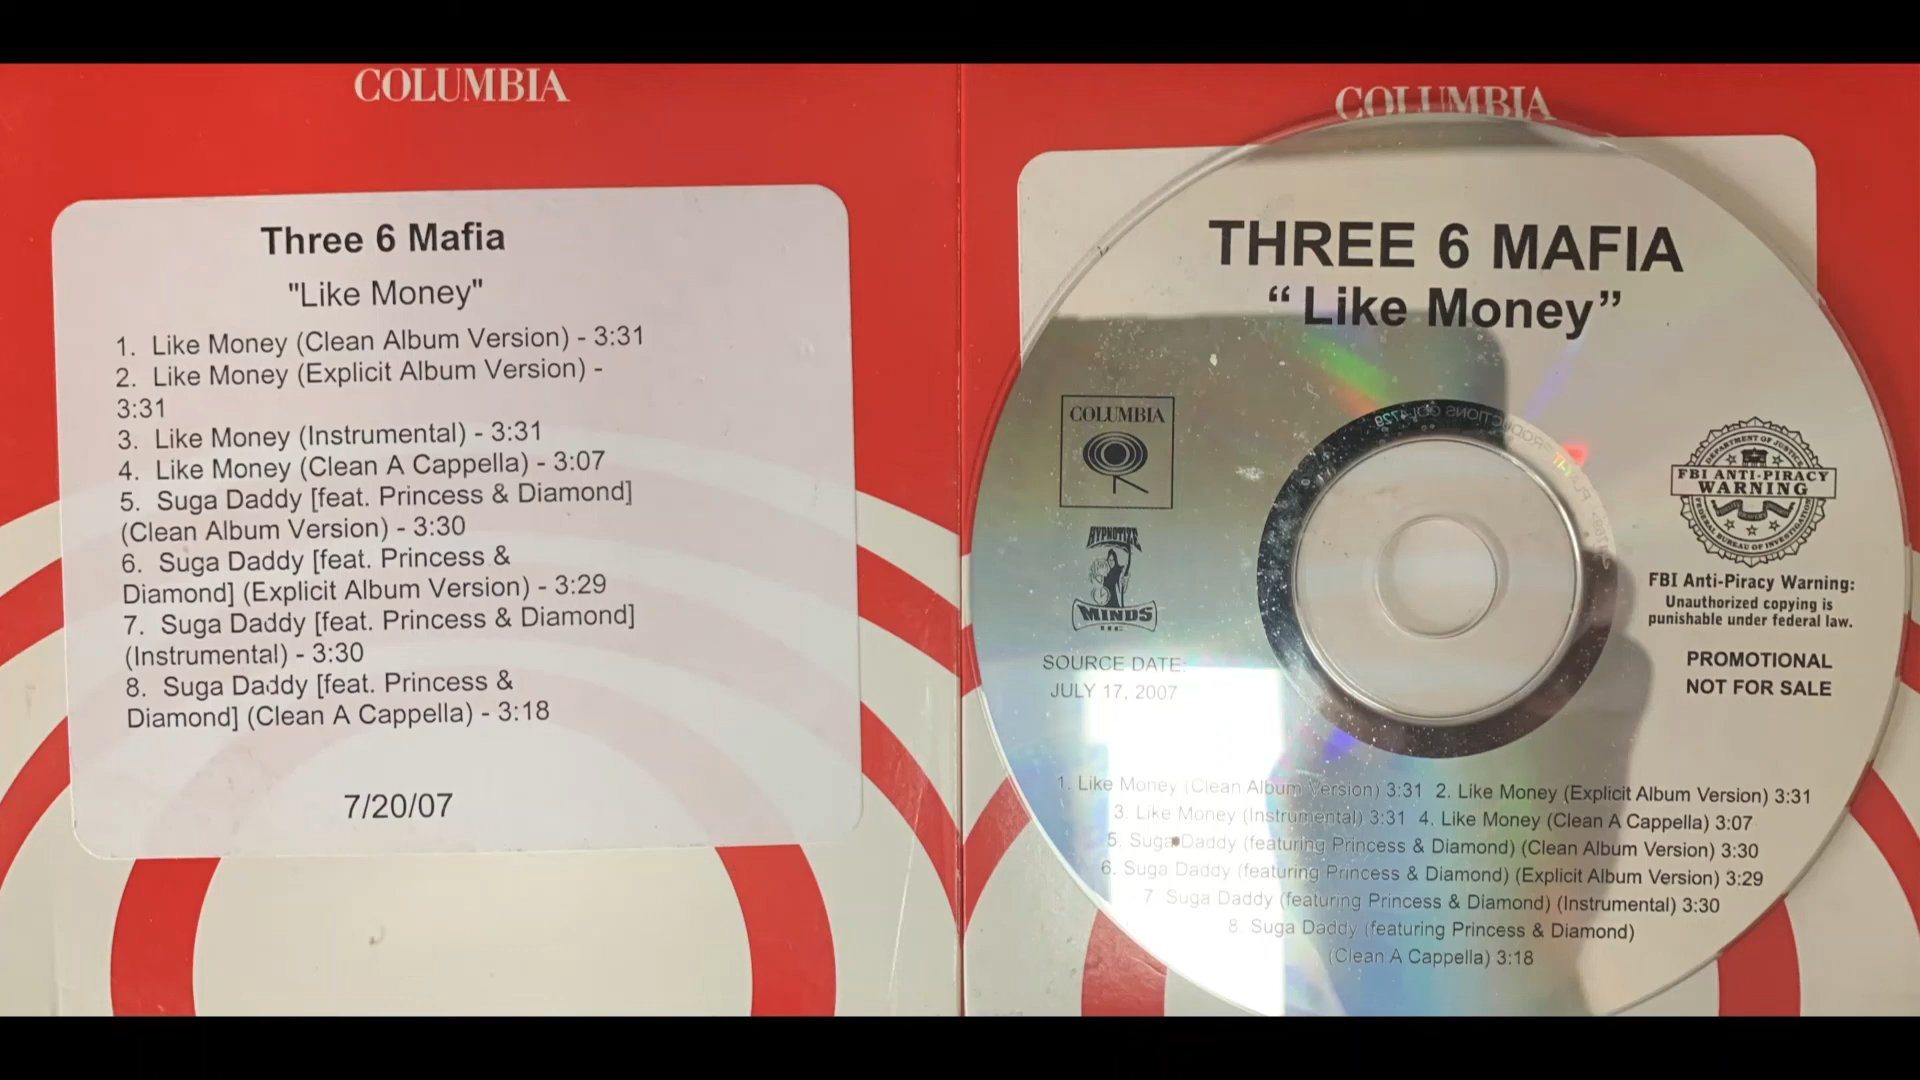 COLUMBIA
Three 6 Mafia
"Like Money"
1. Like Money (Clean Album Version) - 3:31
2. Like Money (Explicit Album Version) -
3:31
3. Like Money (Instrumental) - 3:31
4. Like Money (Clean A Cappella) - 3:07
5. Suga Daddy [feat. Princess & Diamond]
(Clean Album Version) - 3:30
6. Suga Daddy [feat. Princess &
Diamond] (Explicit Album Version) - 3:29
7. Suga Daddy [feat. Princess & Diamond]
(Instrumental) - 3:30
8. Suga Daddy [feat. Princess &
Diamond] (Clean A Cappella) - 3:18
7/20/07
COLUMBIA
THREE 6 MAFIA
“Like Money”
COLUMBIA
HYPNOTIZE
MINDS
LLC
SOURCE DATE:
JULY 17, 2007
DEPARTMENT OF JUSTICE
FBI ANTI-PIRACY
WARNING
FEDERAL BUREAU OF INVESTIGATION
FBI Anti-Piracy Warning:
Unauthorized copying is
punishable under federal law.
PROMOTIONAL
NOT FOR SALE
1. Like Money (Clean Album Version) 3:31 2. Like Money (Explicit Album Version) 3:31
3. Like Money (Instrumental) 3:31 4. Like Money (Clean A Cappella) 3:07
5. Suga Daddy (featuring Princess & Diamond) (Clean Album Version) 3:30
6. Suga Daddy (featuring Princess & Diamond) (Explicit Album Version) 3:29
7. Suga Daddy (featuring Princess & Diamond) (Instrumental) 3:30
8. Suga Daddy (featuring Princess & Diamond)
(Clean A Cappella) 3:18